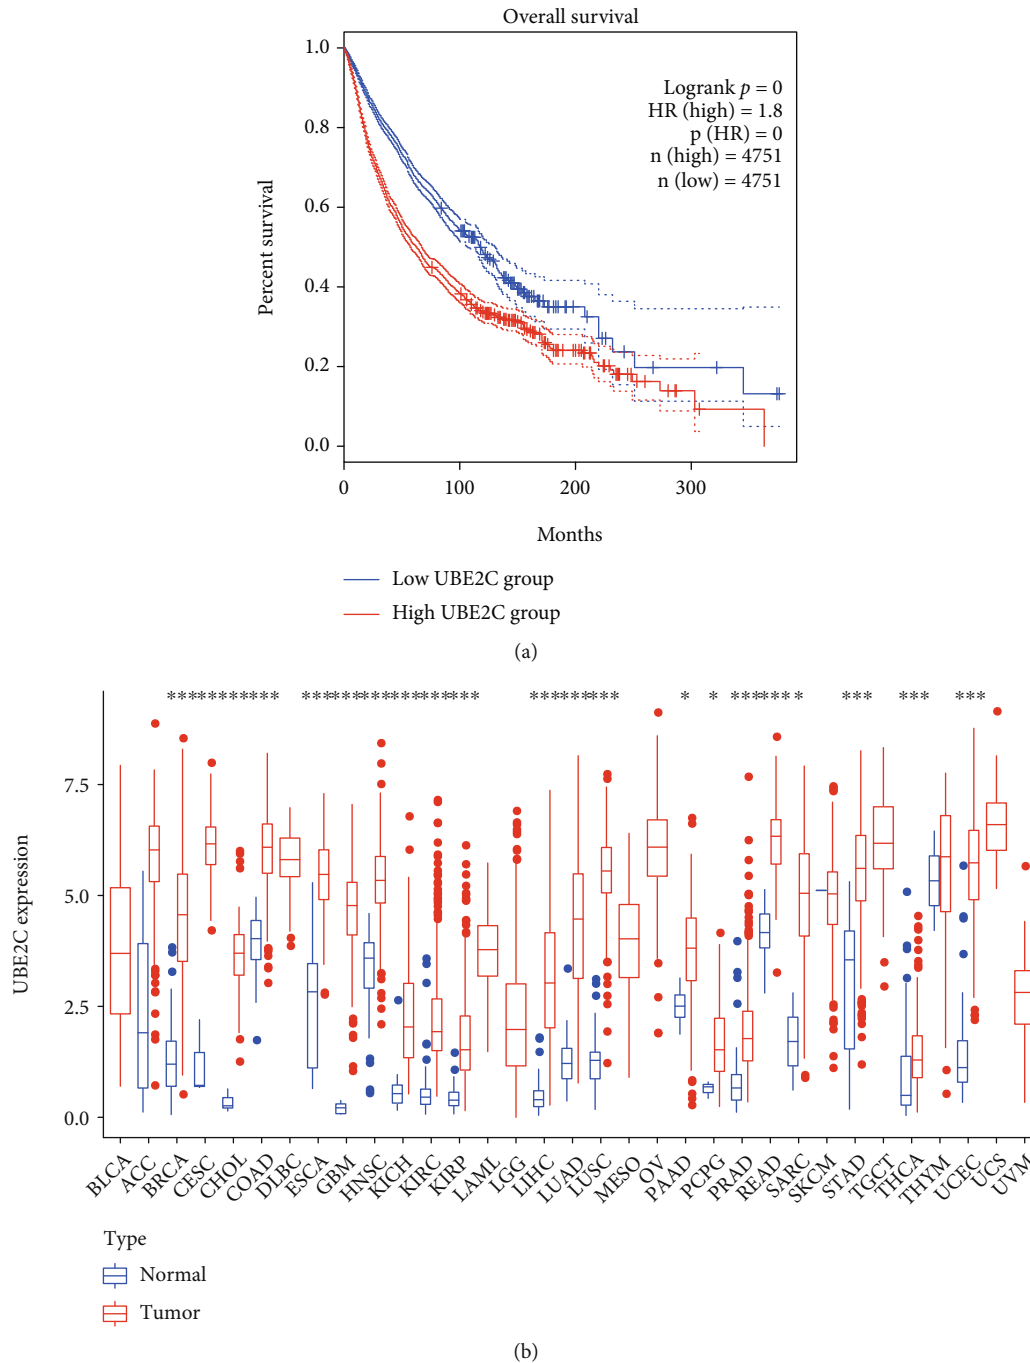 Overall survival
1.0
0.8
0.6
0.4
0.2
0.0
Percent survival
Logrank p = 0
HR (high) = 1.8
p (HR) = 0
n (high) = 4751
n (low) = 4751
0 100 200 300
Months
Low UBE2C group
High UBE2C group
(a)
*** *** *** *** *** *** *** *** *** *** *** *** *** * * *** *** * *** *** ***
7.5
5.0
2.5
0.0
UBE2C expression
BLCA ACC BRCA CESC CHOL COAD DLBC ESCA GBM HNSC KICH KIRC KIRP LAML LGG LIHC LUAD LUSC MESO OV PAAD PCPG PRAD READ SARC SKCM STAD TGCT THCA THYM UCEC UCS UVM
Type
Normal
Tumor
(b)